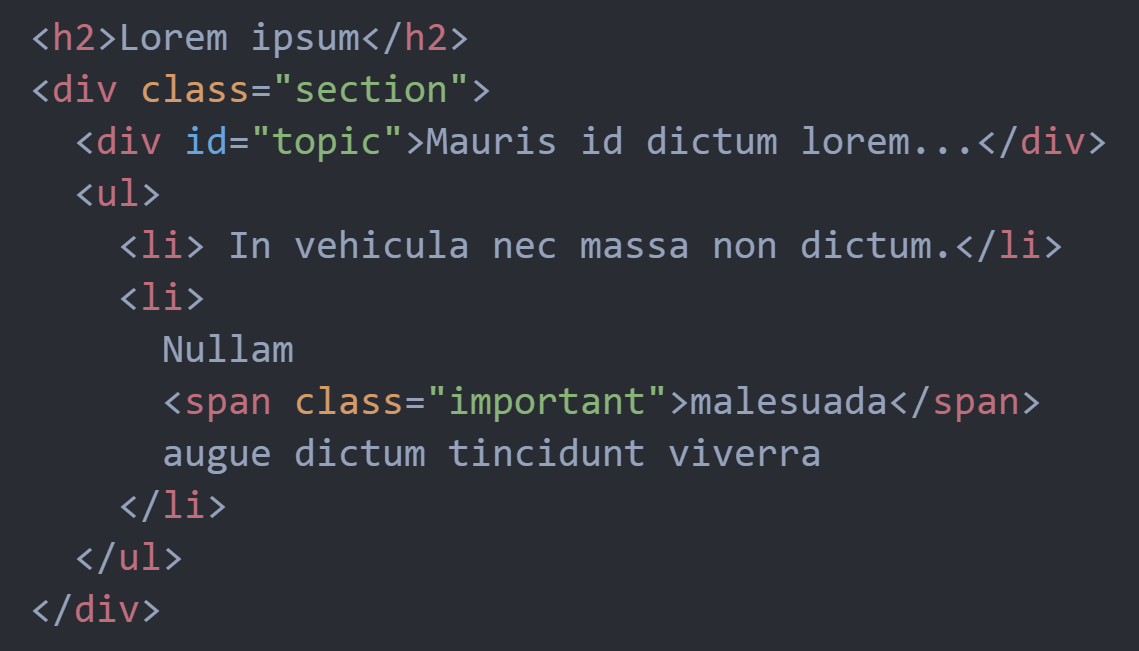 <h2>Lorem ipsum</h2>
<div class="section">
  <div id="topic">Mauris id dictum lorem...</div>
  <ul>
    <li> In vehicula nec massa non dictum.</li>
    <li>
      Nullam
      <span class="important">malesuada</span>
      augue dictum tincidunt viverra
    </li>
  </ul>
</div>